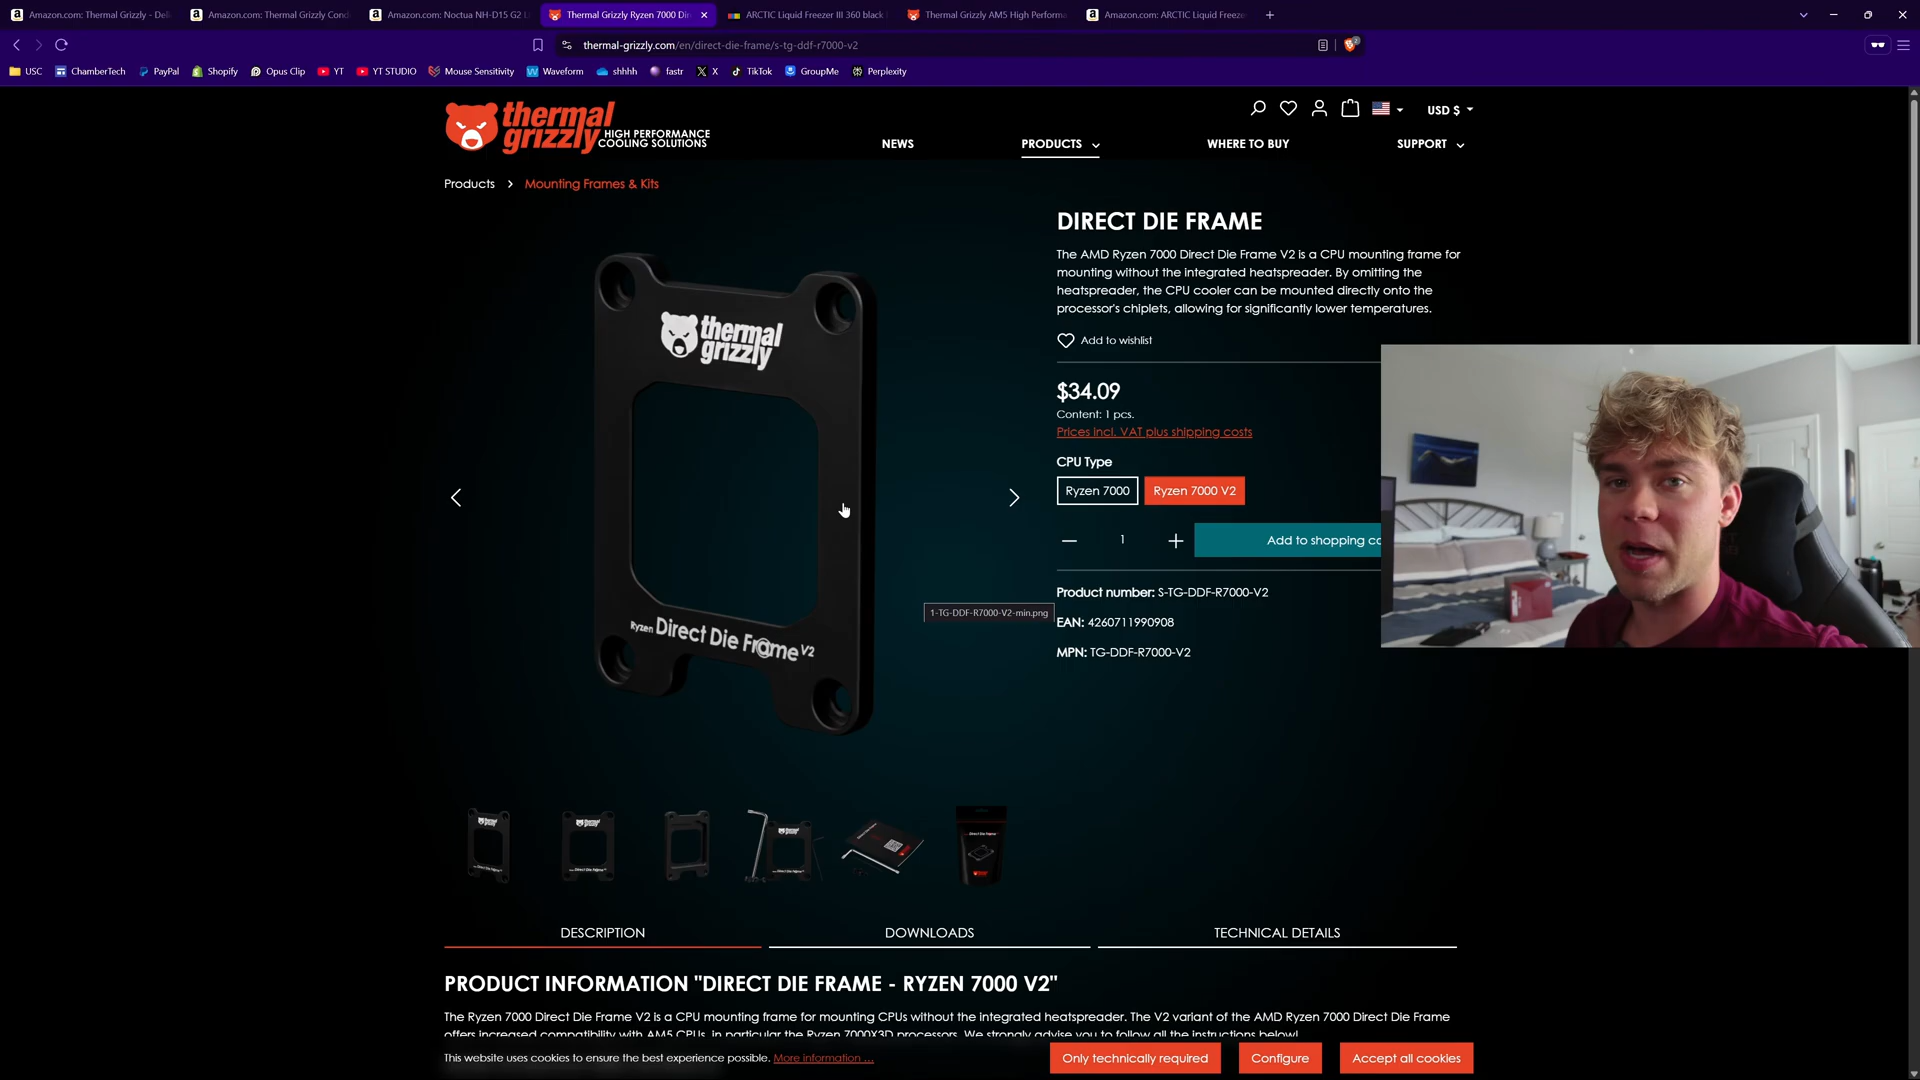 Amazon.com: Thermal Grizzly - Deli
Amazon.com: Thermal Grizzly Cond
Amazon.com: Noctua NH-D15 G2 L
Thermal Grizzly Ryzen 7000 Di
ARCTIC Liquid Freezer III 360 black
Thermal Grizzly AM5 High Performa
Amazon.com: ARCTIC Liquid Freeze
thermal-grizzly.com/en/direct-die-frame/s-tg-ddf-r7000-v2
USC
ChamberTech
PayPal
Shopify
Opus Clip
YT
YT STUDIO
Mouse Sensitivity
Waveform
shhhh
fastr
X
TikTok
GroupMe
Perplexity
thermal
grizzly
HIGH PERFORMANCE
COOLING SOLUTIONS
USD $
NEWS
PRODUCTS
WHERE TO BUY
SUPPORT
Products
Mounting Frames & Kits
DIRECT DIE FRAME
The AMD Ryzen 7000 Direct Die Frame V2 is a CPU mounting frame for
mounting without the integrated heatspreader. By omitting the
heatspreader, the CPU cooler can be mounted directly onto the
processor's chiplets, allowing for significantly lower temperatures.
Add to wishlist
thermal
grizzly
$34.09
Content: 1 pcs.
Prices incl. VAT plus shipping costs
CPU Type
Ryzen 7000
Ryzen 7000 V2
1
Add to shopping ca
Product number: S-TG-DDF-R7000-V2
1-TG-DDF-R7000-V2-min.png
EAN: 4260711990908
Ryzen Direct Die Frame V2
MPN: TG-DDF-R7000-V2
DESCRIPTION
DOWNLOADS
TECHNICAL DETAILS
PRODUCT INFORMATION "DIRECT DIE FRAME - RYZEN 7000 V2"
The Ryzen 7000 Direct Die Frame V2 is a CPU mounting frame for mounting CPUs without the integrated heatspreader. The V2 variant of the AMD Ryzen 7000 Direct Die Frame
offers increased compatibility with AM5 CPUs, in particular the Ryzen 7000X3D processors. We strongly advise you to follow all the instructions below!
This website uses cookies to ensure the best experience possible. More information ...
Only technically required
Configure
Accept all cookies